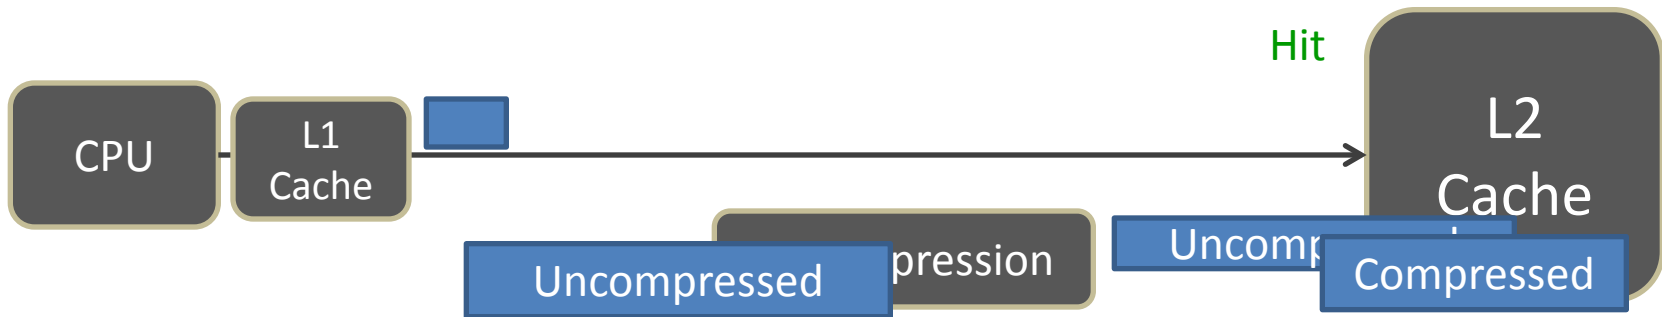 Hit
CPU
L1
Cache
L2
Cache
Uncompressed
pression
Uncomp
Compressed